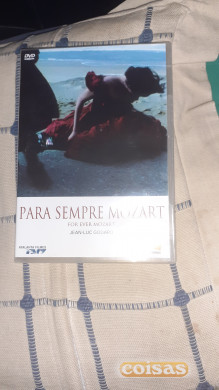 DVD
PARA SEMPRE MOZART
FOR EVER MOZART
JEAN-LUC GODARD
coisas